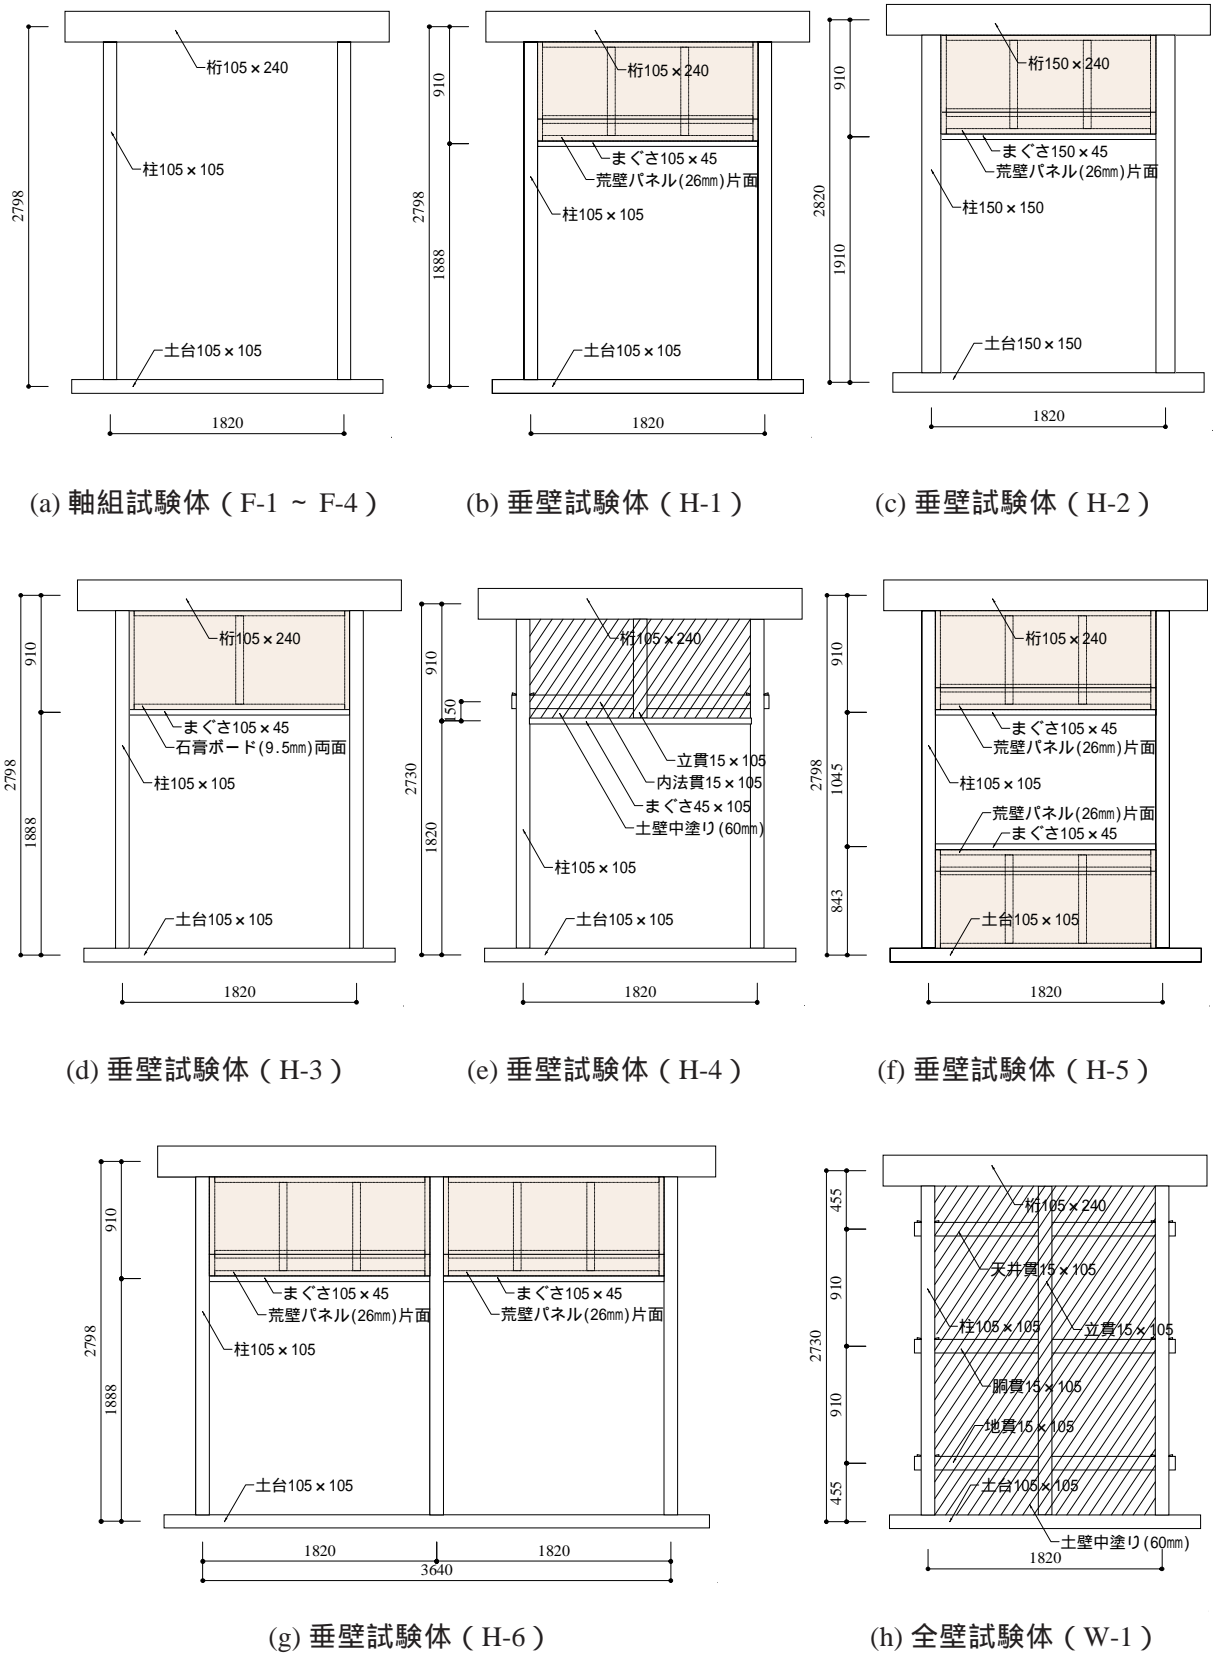 桁105×240
柱105×105
2798
土台105×105
1820
(a) 軸組試験体（F-1 ~ F-4）
910
桁105×240
まぐさ105×45
荒壁パネル(26mm)片面
柱105×105
2798
1888
土台105×105
1820
(b) 垂壁試験体（H-1）
910
桁150×240
まぐさ150×45
荒壁パネル(26mm)片面
柱150×150
2820
1910
土台150×150
1820
(c) 垂壁試験体（H-2）
910
桁105×240
まぐさ105×45
石膏ボード(9.5mm)両面
柱105×105
2798
1888
土台105×105
1820
(d) 垂壁試験体（H-3）
910
桁105×240
150
立貫15×105
内法貫15×105
まぐさ45×105
土壁中塗り(60mm)
2730
1820
柱105×105
土台105×105
1820
(e) 垂壁試験体（H-4）
910
桁105×240
まぐさ105×45
荒壁パネル(26mm)片面
柱105×105
2798
1045
荒壁パネル(26mm)片面
まぐさ105×45
843
土台105×105
1820
(f) 垂壁試験体（H-5）
910
まぐさ105×45
荒壁パネル(26mm)片面
まぐさ105×45
荒壁パネル(26mm)片面
柱105×105
2798
1888
土台105×105
1820
1820
3640
(g) 垂壁試験体（H-6）
455
桁105×240
天井貫15×105
910
柱105×105
立貫15×105
2730
胴貫15×105
910
地貫15×105
455
土台105×105
土壁中塗り(60mm)
1820
(h) 全壁試験体（W-1）